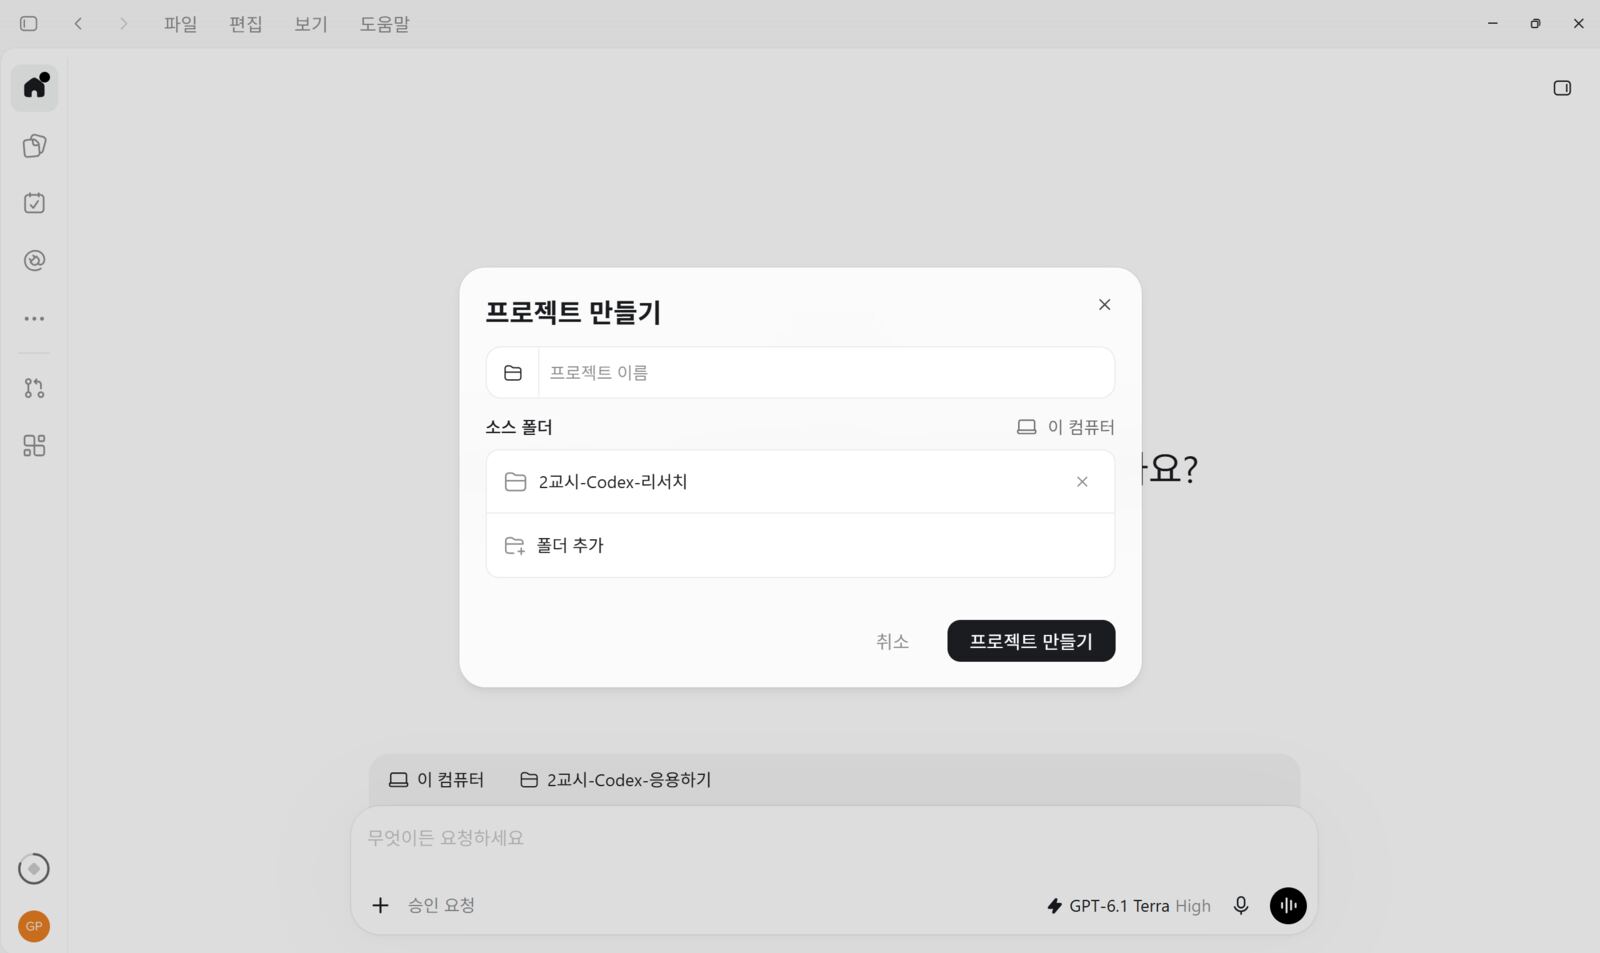 파일 편집 보기 도움말
프로젝트 만들기
프로젝트 이름
소스 폴더 이 컴퓨터
요?
2교시-Codex-리서치
폴더 추가
취소 프로젝트 만들기
이 컴퓨터 2교시-Codex-응용하기
무엇이든 요청하세요
승인 요청 GPT-6.1 Terra High
GP